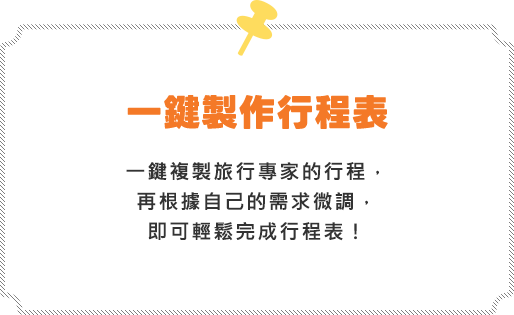 一鍵製作行程表
一鍵複製旅行專家的行程，
再根據自己的需求微調，
即可輕鬆完成行程表！